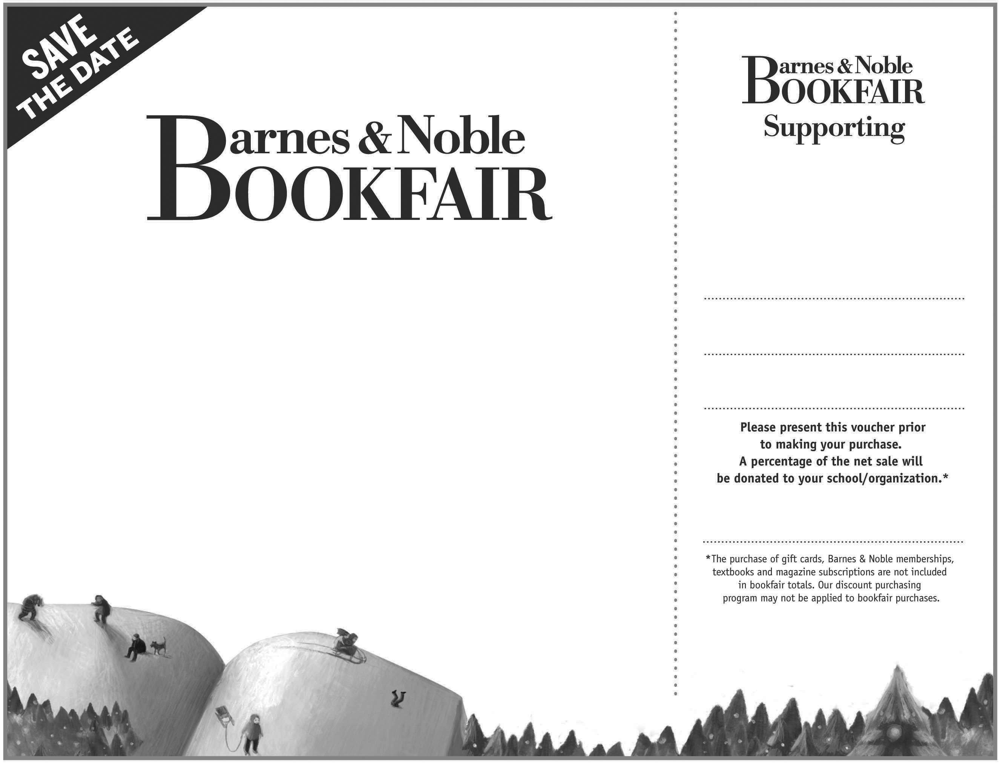 SAVE
THE DATE
Barnes & Noble
BOOKFAIR
Barnes & Noble
BOOKFAIR
Supporting
Please present this voucher prior
to making your purchase.
A percentage of the net sale will
be donated to your school/organization.*
*The purchase of gift cards, Barnes & Noble memberships,
textbooks and magazine subscriptions are not included
in bookfair totals. Our discount purchasing
program may not be applied to bookfair purchases.